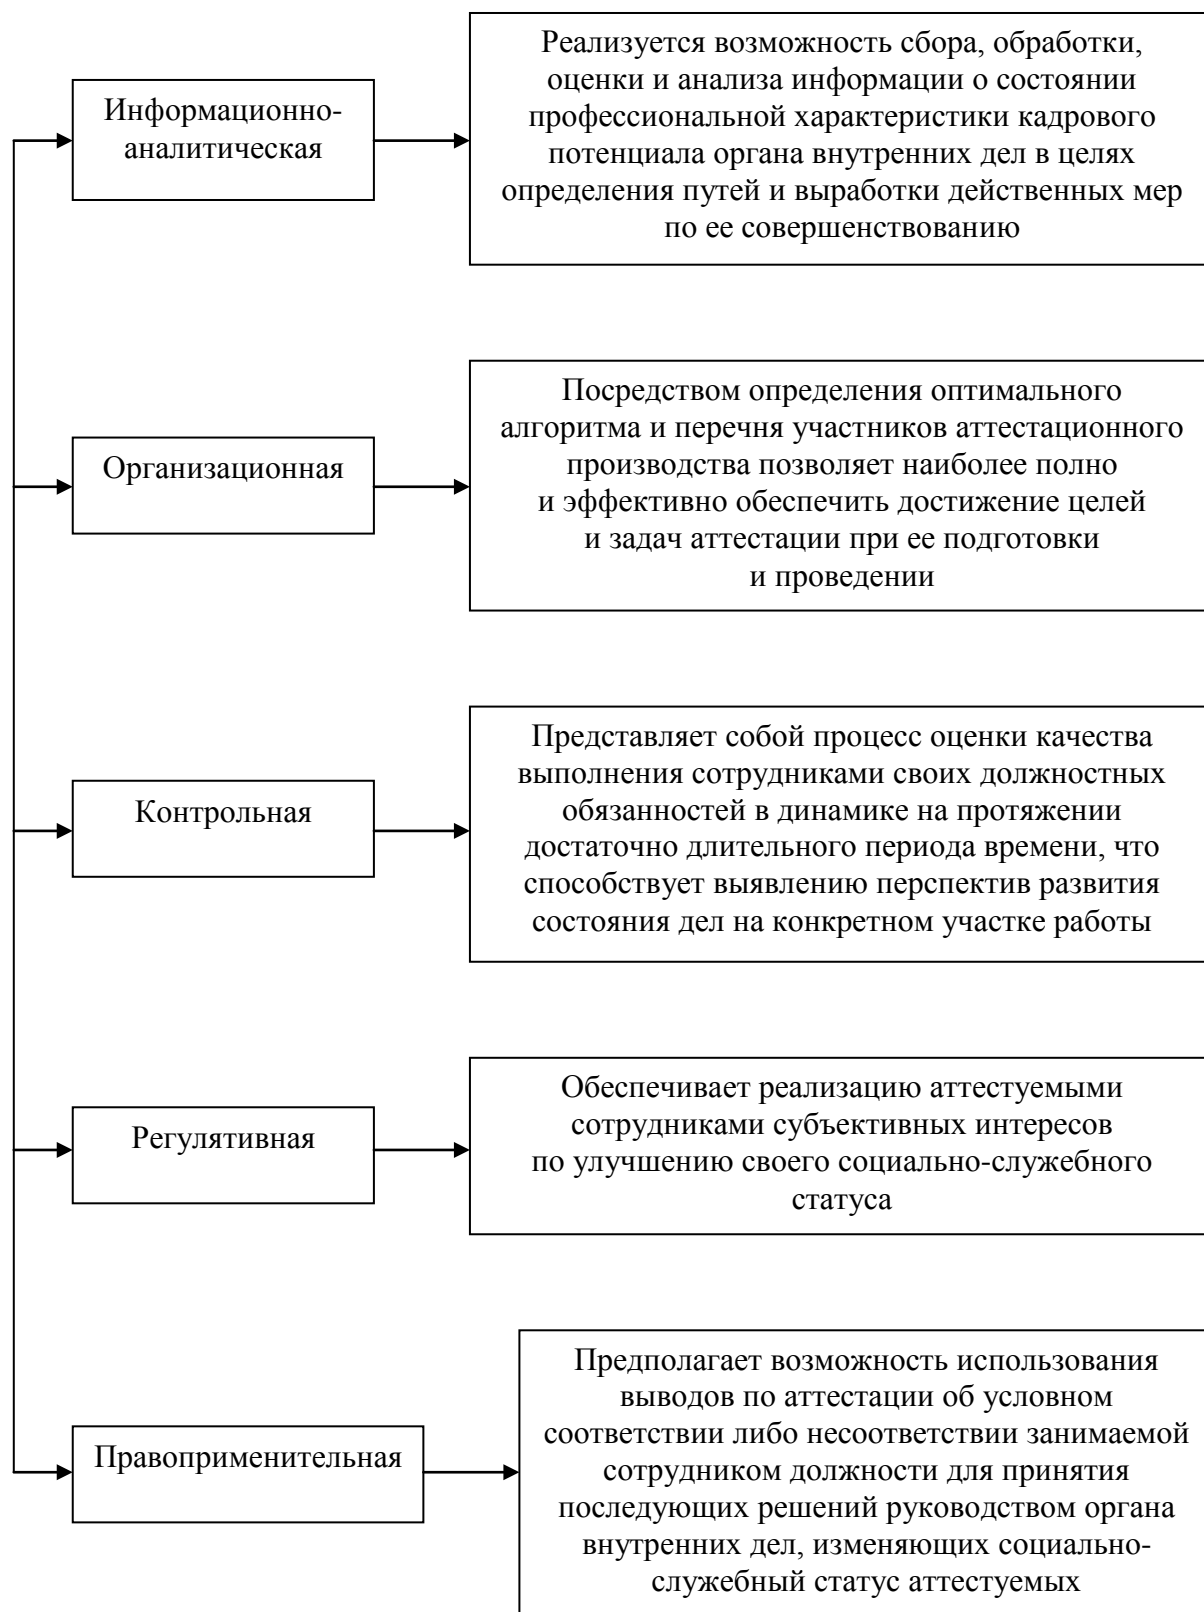 Информационно-
аналитическая
Реализуется возможность сбора, обработки,
оценки и анализа информации о состоянии
профессиональной характеристики кадрового
потенциала органа внутренних дел в целях
определения путей и выработки действенных мер
по ее совершенствованию
Организационная
Посредством определения оптимального
алгоритма и перечня участников аттестационного
производства позволяет наиболее полно
и эффективно обеспечить достижение целей
и задач аттестации при ее подготовки
и проведении
Контрольная
Представляет собой процесс оценки качества
выполнения сотрудниками своих должностных
обязанностей в динамике на протяжении
достаточно длительного периода времени, что
способствует выявлению перспектив развития
состояния дел на конкретном участке работы
Регулятивная
Обеспечивает реализацию аттестуемыми
сотрудниками субъективных интересов
по улучшению своего социально-служебного
статуса
Правоприменительная
Предполагает возможность использования
выводов по аттестации об условном
соответствии либо несоответствии занимаемой
сотрудником должности для принятия
последующих решений руководством органа
внутренних дел, изменяющих социально-
служебный статус аттестуемых